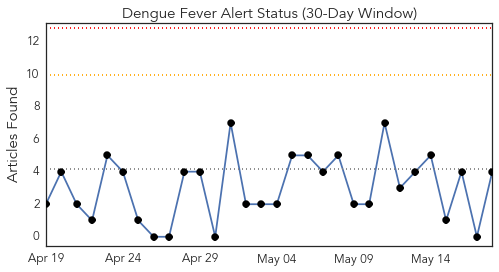 Dengue Fever Alert Status (30-Day Window)
Articles Found
12
10
8
6
4
2
0
Apr 19 Apr 24 Apr 29 May 04 May 09 May 14